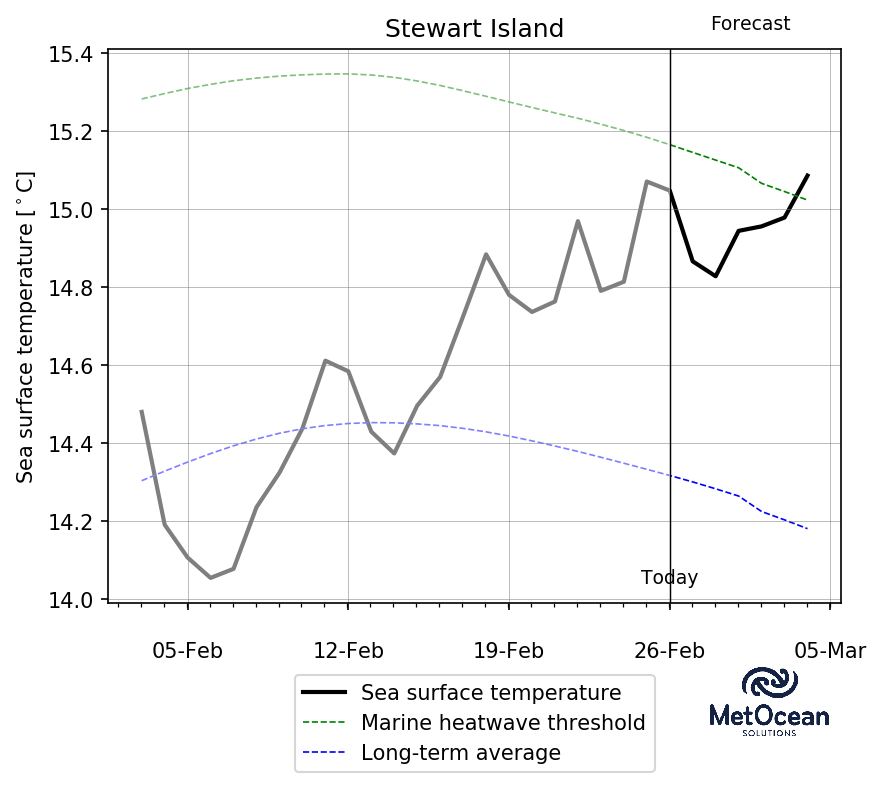 Stewart Island
Forecast
15.4
15.2
15.0
14.8
14.6
14.4
14.2
14.0
Sea surface temperature [°C]
Today
05-Feb
12-Feb
19-Feb
26-Feb
05-Mar
Sea surface temperature
Marine heatwave threshold
Long-term average
MetOcean
SOLUTIONS